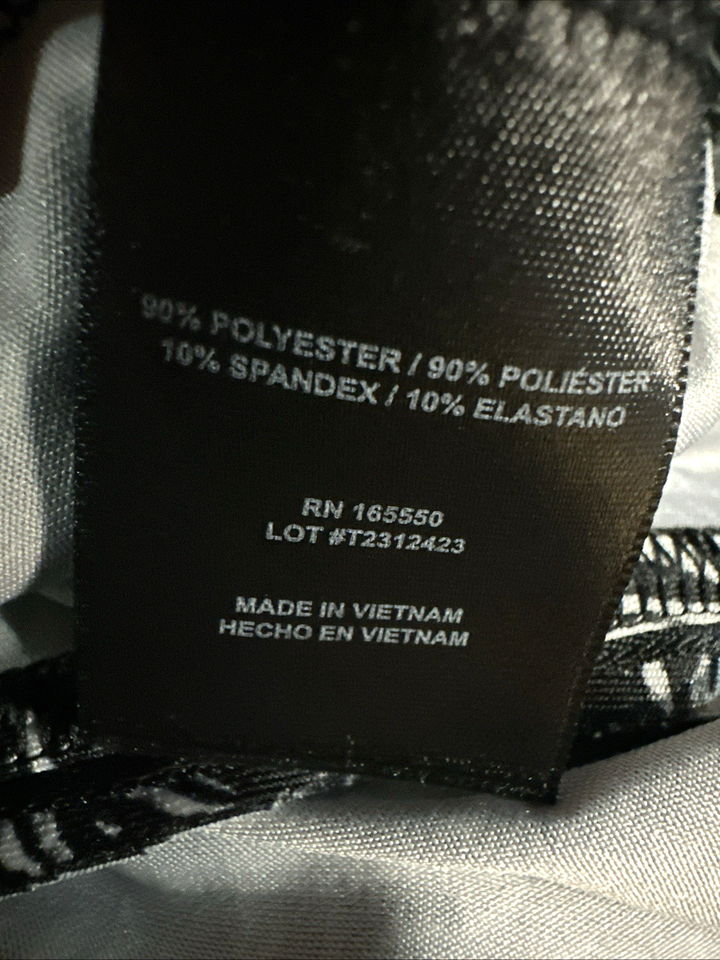 90% POLYESTER / 90% POLIÉSTER
10% SPANDEX / 10% ELASTANO
RN 165550
LOT #T2312423
MADE IN VIETNAM
HECHO EN VIETNAM